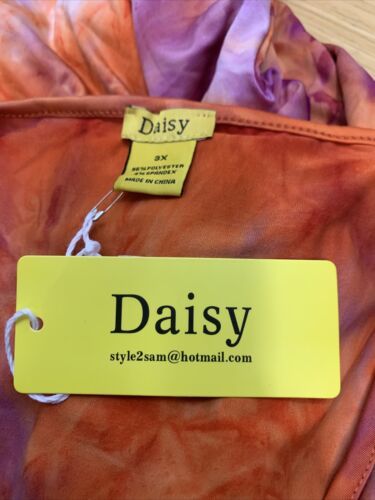 Daisy
3X
96%POLYESTER
4%SPANDEX
MADE IN CHINA
Daisy
style2sam@hotmail.com